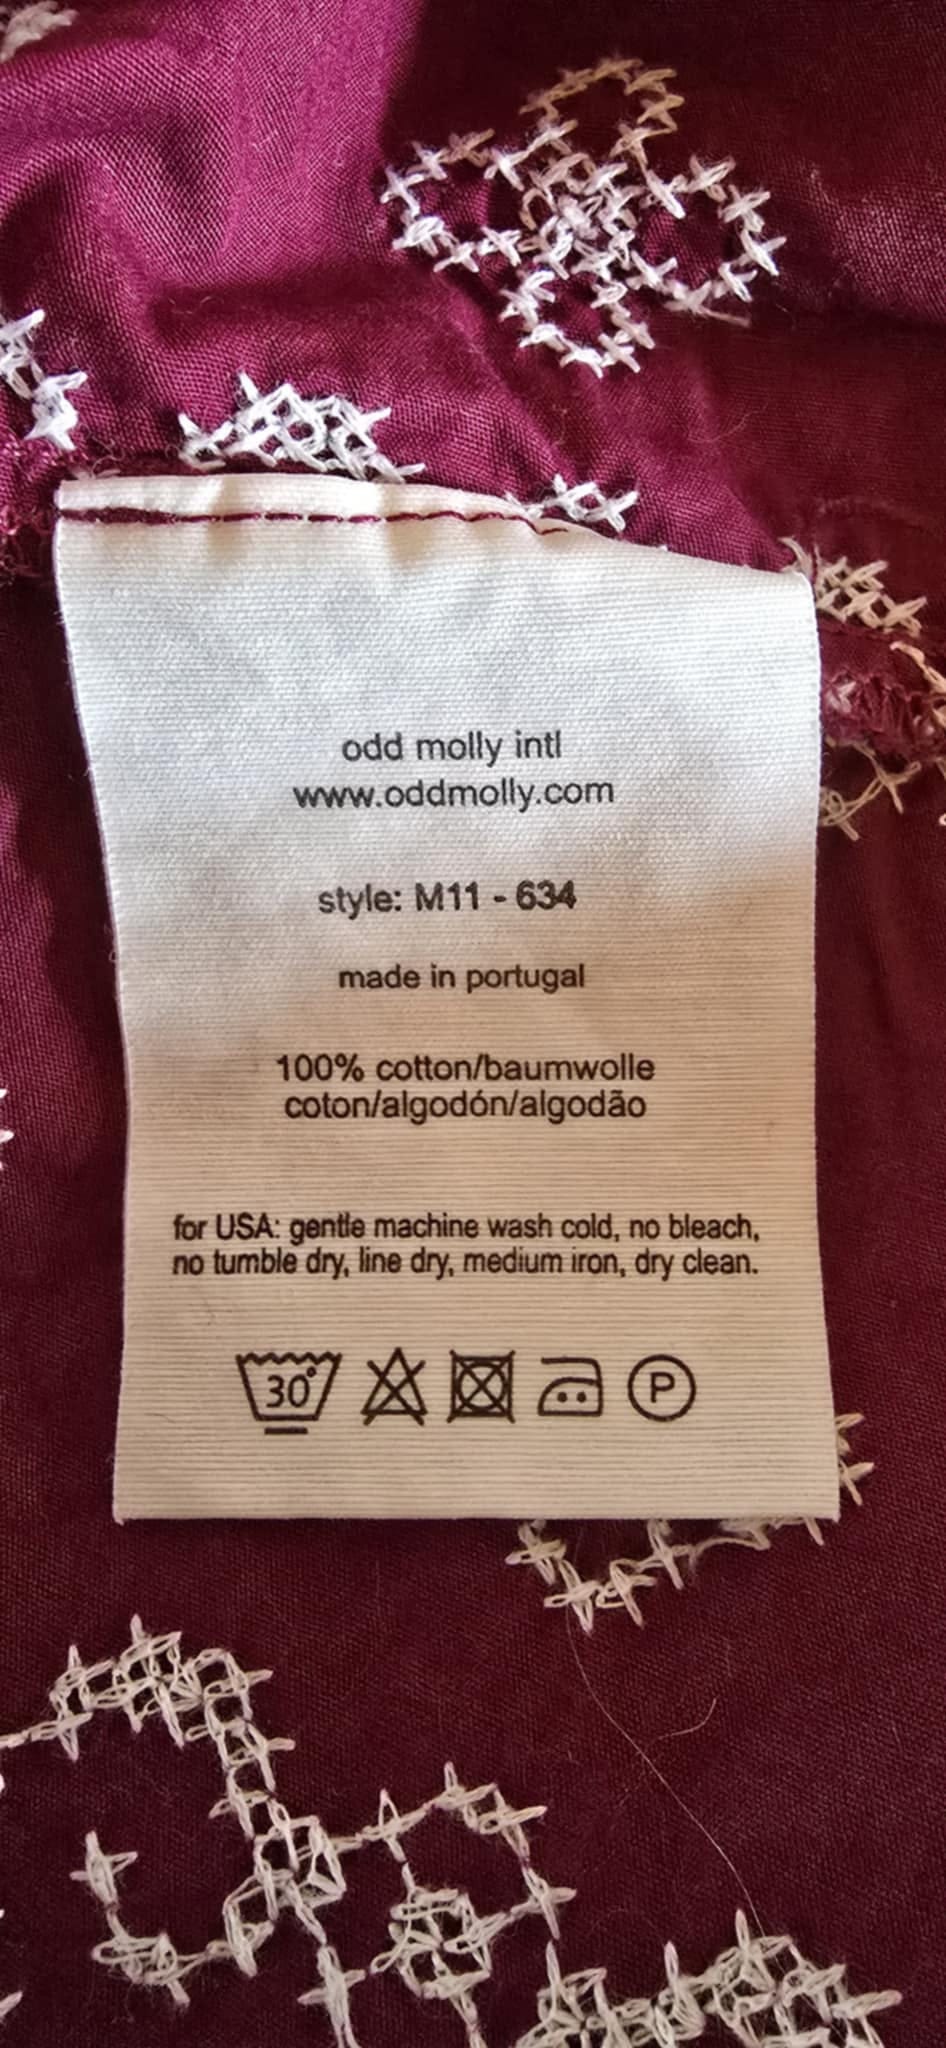 odd molly intl
www.oddmolly.com
style: M11 - 634
made in portugal
100% cotton/baumwolle
coton/algodón/algodão
for USA: gentle machine wash cold, no bleach,
no tumble dry, line dry, medium iron, dry clean.
30° P